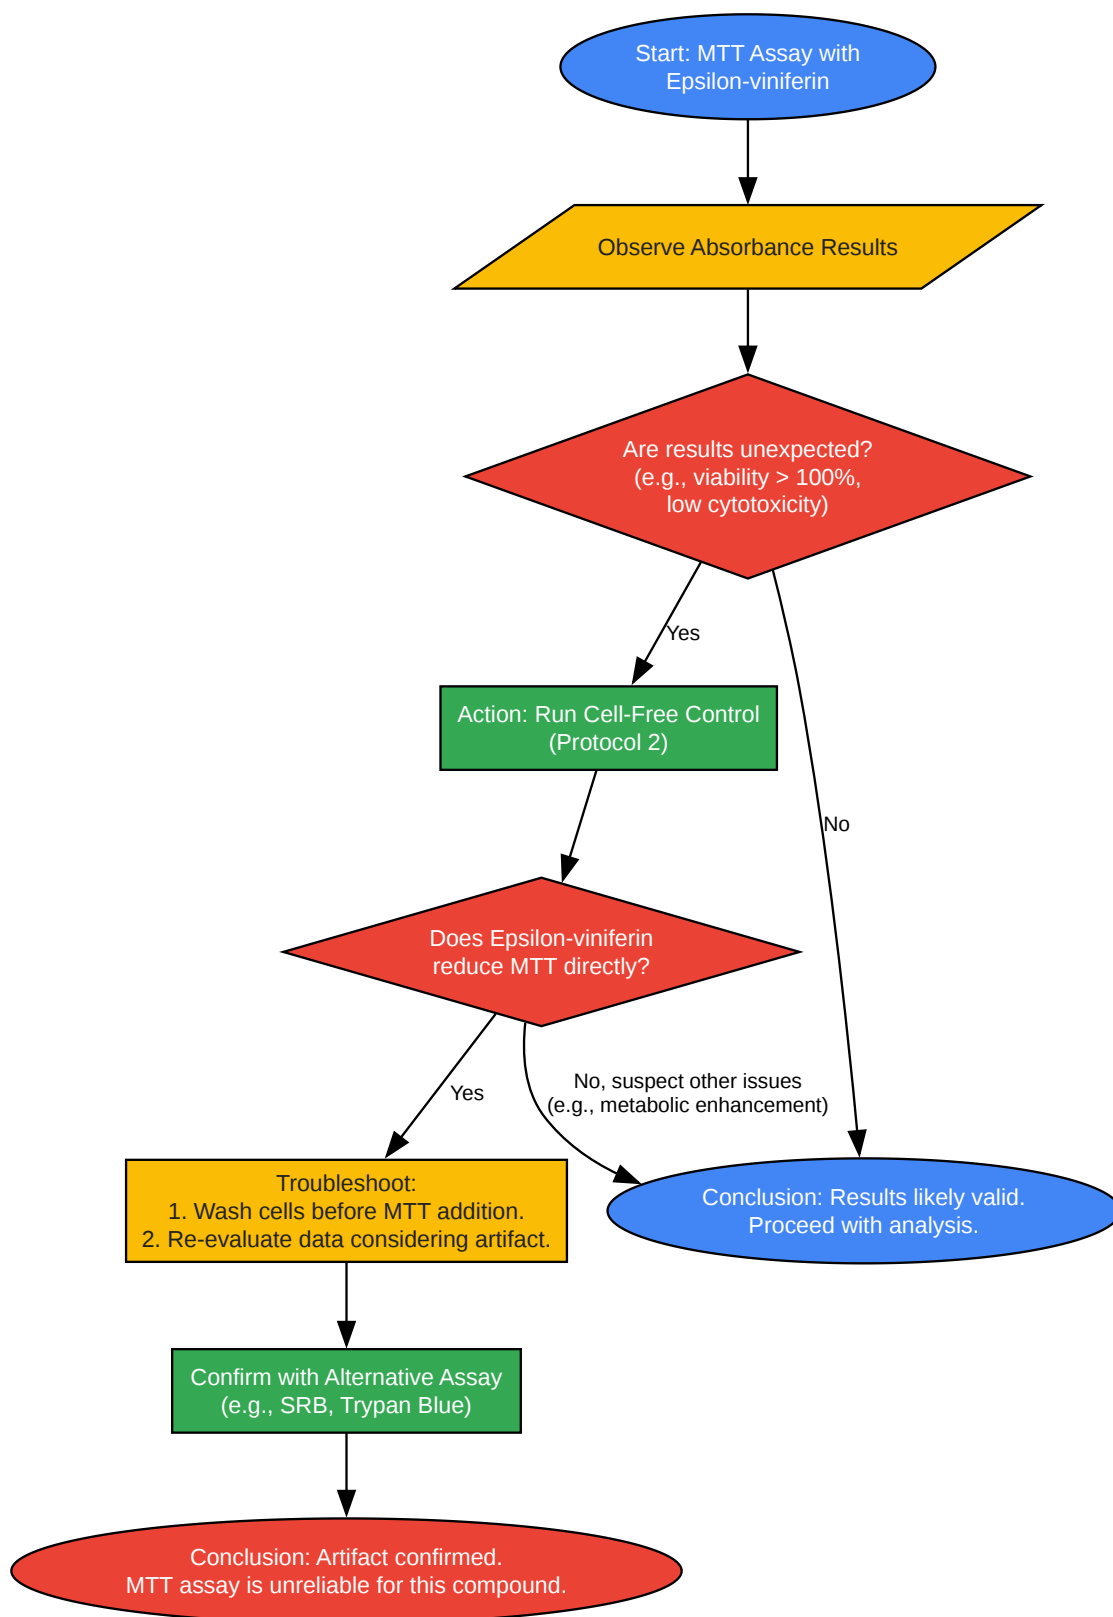 Start: MTT Assay with
Epsilon-viniferin
Observe Absorbance Results
Are results unexpected?
(e.g., viability > 100%,
low cytotoxicity)
Yes
Action: Run Cell-Free Control
(Protocol 2)
No
Does Epsilon-viniferin
reduce MTT directly?
Yes
No, suspect other issues
(e.g., metabolic enhancement)
Troubleshoot:
1. Wash cells before MTT addition.
2. Re-evaluate data considering artifact.
Conclusion: Results likely valid.
Proceed with analysis.
Confirm with Alternative Assay
(e.g., SRB, Trypan Blue)
Conclusion: Artifact confirmed.
MTT assay is unreliable for this compound.